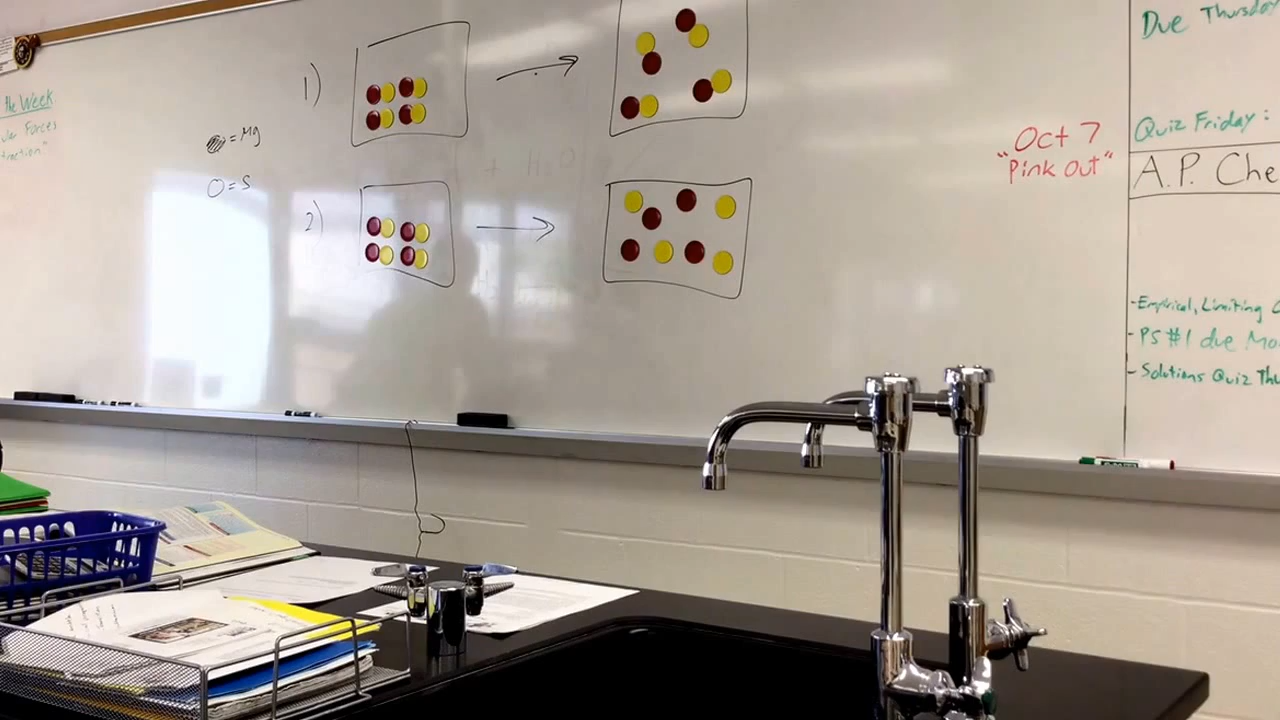 the Week
Forces
1)
= Mg
= S
2)
Oct 7
"Pink Out"
Due Thursday
Quiz Friday:
A.P. Che
-Empirical, Limiting
- PS #1 due Mo
- Solutions Quiz Thu